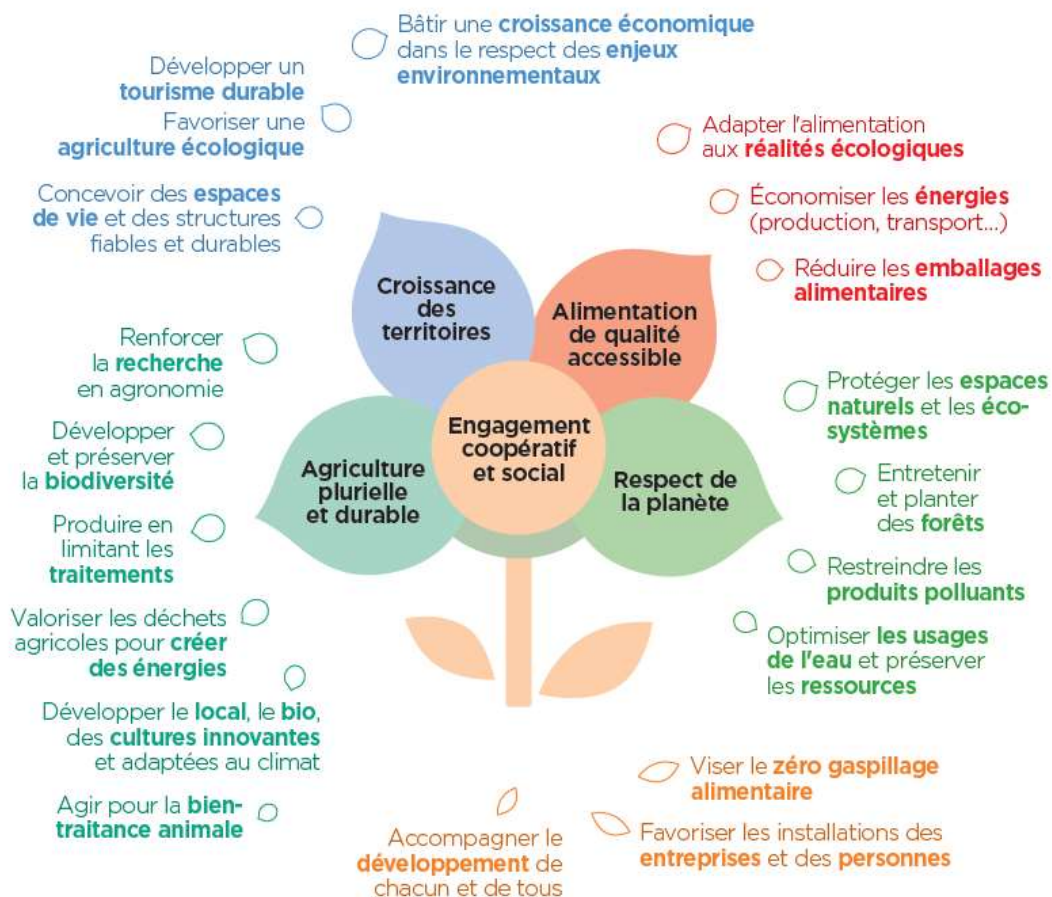 Bâtir une croissance économique
dans le respect des enjeux
environnementaux
Développer un
tourisme durable
Favoriser une
agriculture écologique
Concevoir des espaces
de vie et des structures
fiables et durables
Adapter l'alimentation
aux réalités écologiques
Économiser les énergies
(production, transport...)
Réduire les emballages
alimentaires
Croissance
des
territoires
Alimentation
de qualité
accessible
Engagement
coopératif
et social
Agriculture
plurielle
et durable
Respect de
la planète
Renforcer
la recherche
en agronomie
Développer
et préserver
la biodiversité
Produire en
limitant les
traitements
Valoriser les déchets
agricoles pour créer
des énergies
Développer le local, le bio,
des cultures innovantes
et adaptées au climat
Agir pour la bien-
traitance animale
Protéger les espaces
naturels et les éco-
systèmes
Entretenir
et planter
des forêts
Restreindre les
produits polluants
Optimiser les usages
de l'eau et préserver
les ressources
Viser le zéro gaspillage
alimentaire
Favoriser les installations des
entreprises et des personnes
Accompagner le
développement de
chacun et de tous